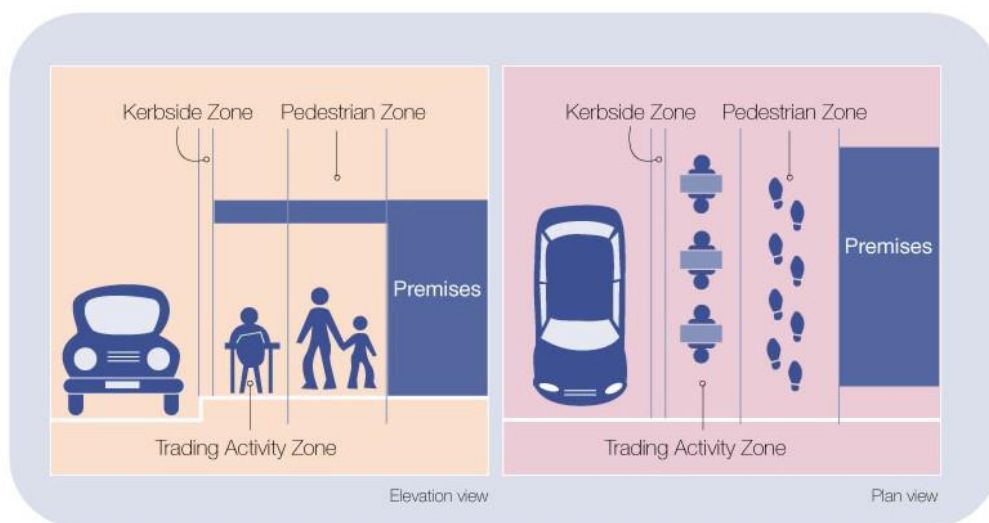 Kerbside Zone
Pedestrian Zone
Premises
Trading Activity Zone
Elevation view
Kerbside Zone
Pedestrian Zone
Premises
Trading Activity Zone
Plan view